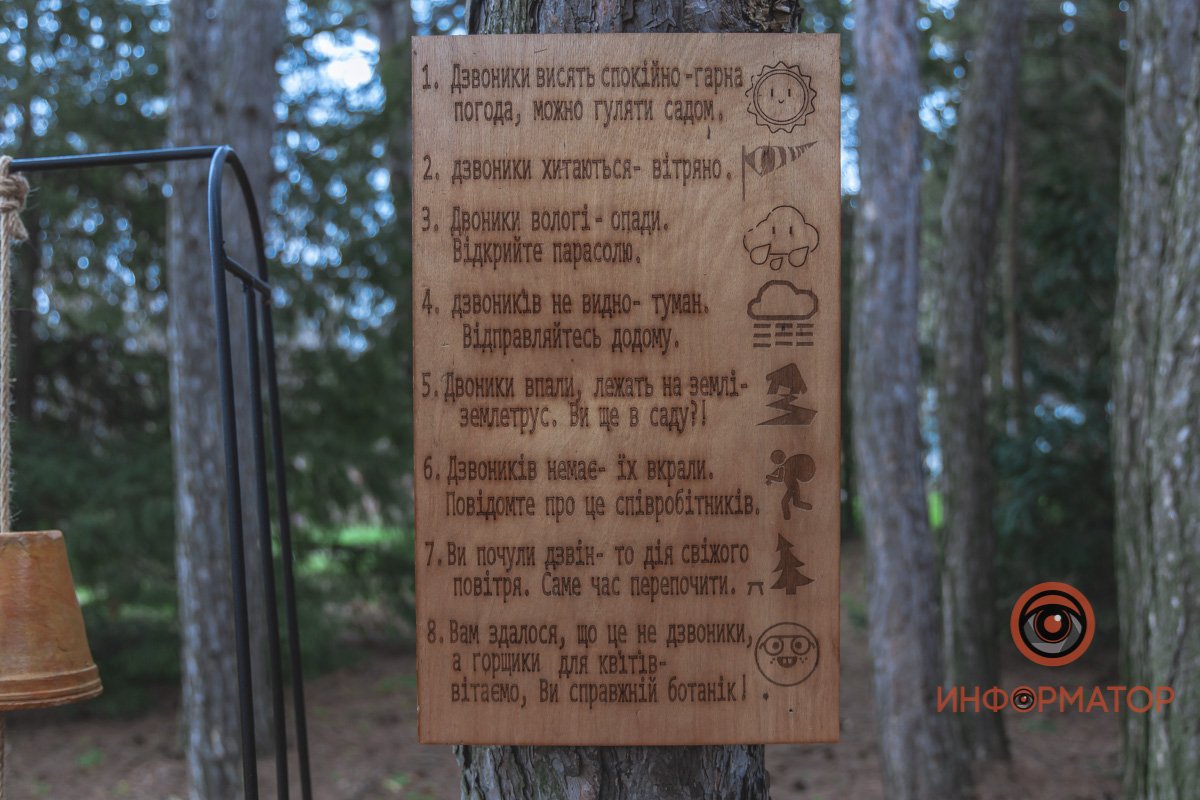 1. Дзвоники висять спокійно-гарна
погода, можно гуляти садом.
2. дзвоники хитаються- вітряно.
3. Двоники вологі- опади.
Відкрийте парасолю.
4. дзвоників не видно- туман.
Відправляйтесь додому.
5. Двоники впали, лежать на землі-
землетрус. Ви ще в саду?!
6. Дзвоників немає- їх вкрали.
Повідомте про це співробітників.
7. Ви почули дзвін- то дія свіжого
повітря. Саме час перепочити.
8. Вам здалося, що це не дзвоники,
а горщики для квітів-
вітаємо, Ви справжній ботанік!
ИНФОРМАТОР